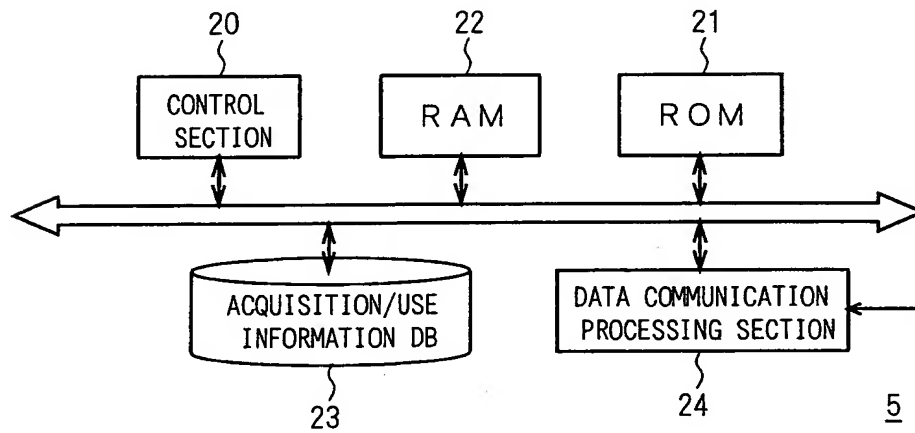 20
22
21
CONTROL
SECTION
RAM
ROM
ACQUISITION/USE
INFORMATION DB
DATA COMMUNICATION
PROCESSING SECTION
23
24
5